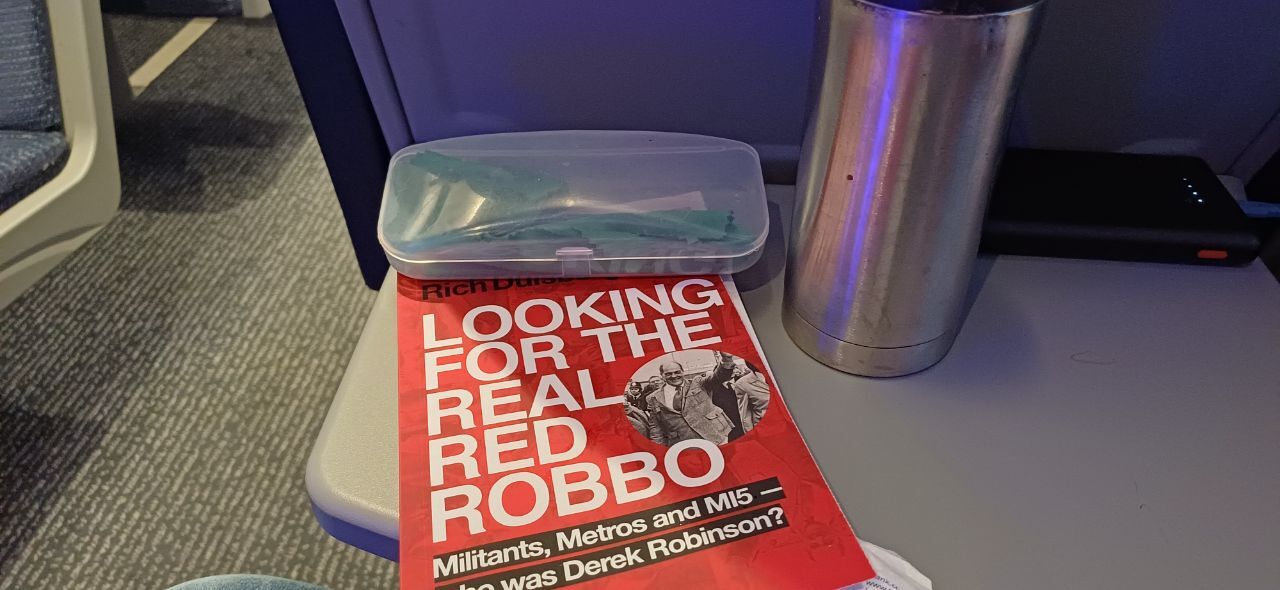 Rich
LOOKING
FOR THE
REAL
RED
ROBBO
Militants, Metros and MI5 —
was Derek Robinson?